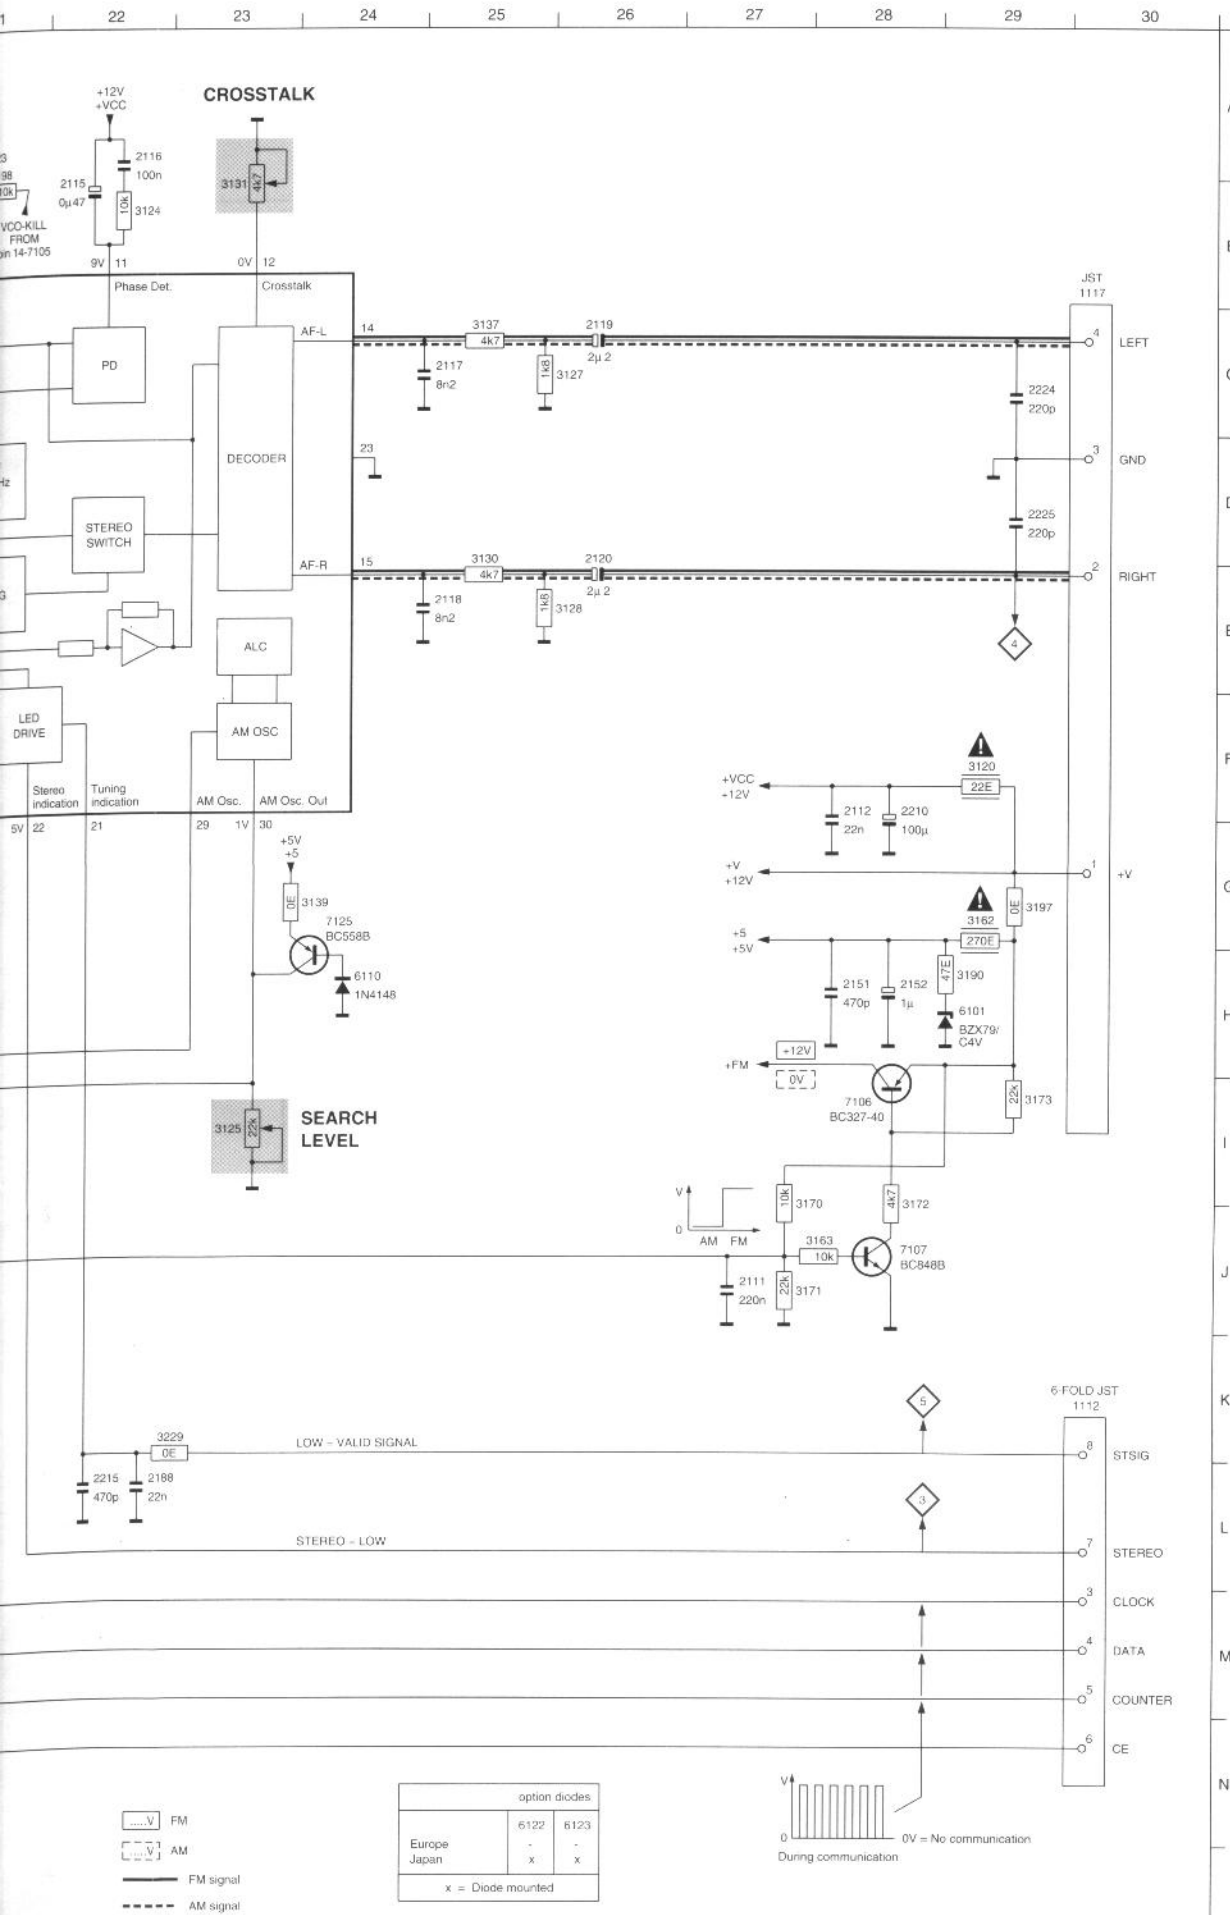 22 23 24 25 26 27 28 29 30
CROSSTALK
+12V
+VCC
2116
100n
2115
0µ47
10k
3124
3131
4k7
98
10k
VCO-KILL
FROM
pin 14-7105
9V 11
0V 12
Phase Det.
Crosstalk
JST
1117
PD
AF-L
14
3137
4k7
2119
2µ2
4
LEFT
2117
8n2
1k8
3127
2224
220p
DECODER
23
3
GND
Hz
STEREO
SWITCH
2225
220p
AF-R
15
3130
4k7
2120
2µ2
2
RIGHT
G
2118
8n2
1k8
3128
ALC
4
LED
DRIVE
AM OSC
3120
22E
+VCC
+12V
2112
22n
2210
100µ
Stereo
indication
Tuning
indication
AM Osc.
AM Osc. Out
5V 22
21
29
1V 30
+5V
+5
+V
+12V
1
+V
0E
3139
7125
BC558B
0E
3197
3162
270E
+5
+5V
6110
1N4148
2151
470p
2152
1µ
47E
3190
6101
BZX79/
C4V
+FM
+12V
0V
7106
BC327-40
22k
3173
3125
22k
SEARCH
LEVEL
V
0
AM FM
10k
3170
4k7
3172
3163
10k
7107
BC848B
2111
220n
22k
3171
6-FOLD JST
1112
5
3229
0E
LOW - VALID SIGNAL
8
STSIG
2215
470p
2188
22n
3
STEREO - LOW
7
STEREO
3
CLOCK
4
DATA
5
COUNTER
6
CE
.....V FM
.....V AM
FM signal
AM signal
option diodes
6122 6123
Europe - -
Japan x x
x = Diode mounted
V
0
0V = No communication
During communication
F
H
I
J
K
L
M
N